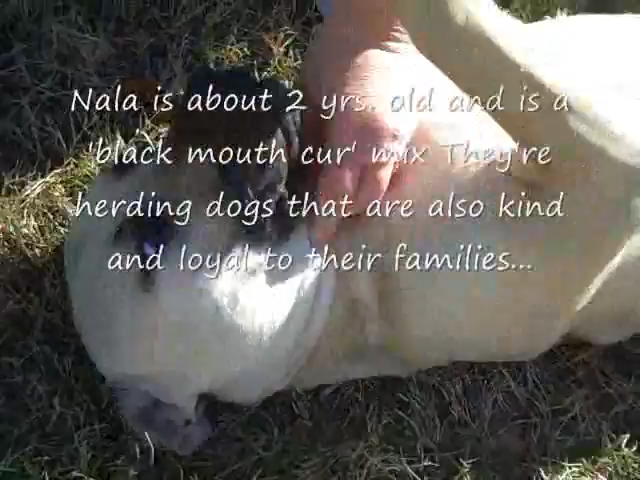 Nala is about 2 yrs. old and is a
'black mouth cur' mix They're
herding dogs that are also kind
and loyal to their families...